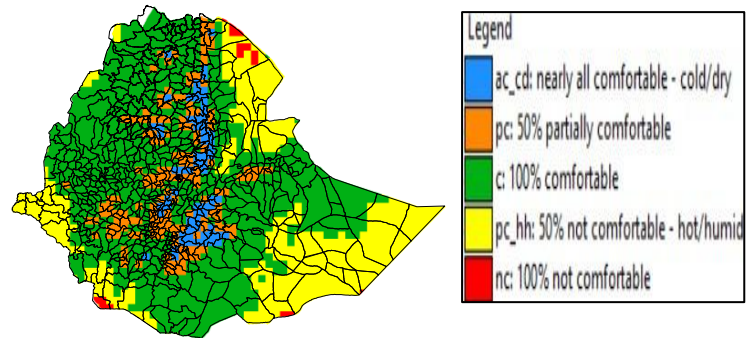 Legend
ac_cd: nearly all comfortable - cold/dry
pc: 50% partially comfortable
c: 100% comfortable
pc_hh: 50% not comfortable - hot/humid
nc: 100% not comfortable